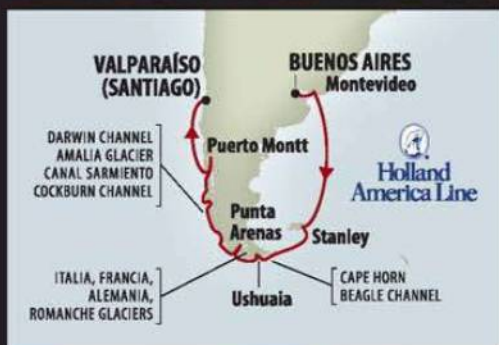 VALPARAÍSO
(SANTIAGO)
BUENOS AIRES
Montevideo
DARWIN CHANNEL
AMALIA GLACIER
CANAL SARMIENTO
COCKBURN CHANNEL
Puerto Montt
Holland
America Line
Punta
Arenas
Stanley
ITALIA, FRANCIA,
ALEMANIA,
ROMANCHE GLACIERS
Ushuaia
CAPE HORN
BEAGLE CHANNEL